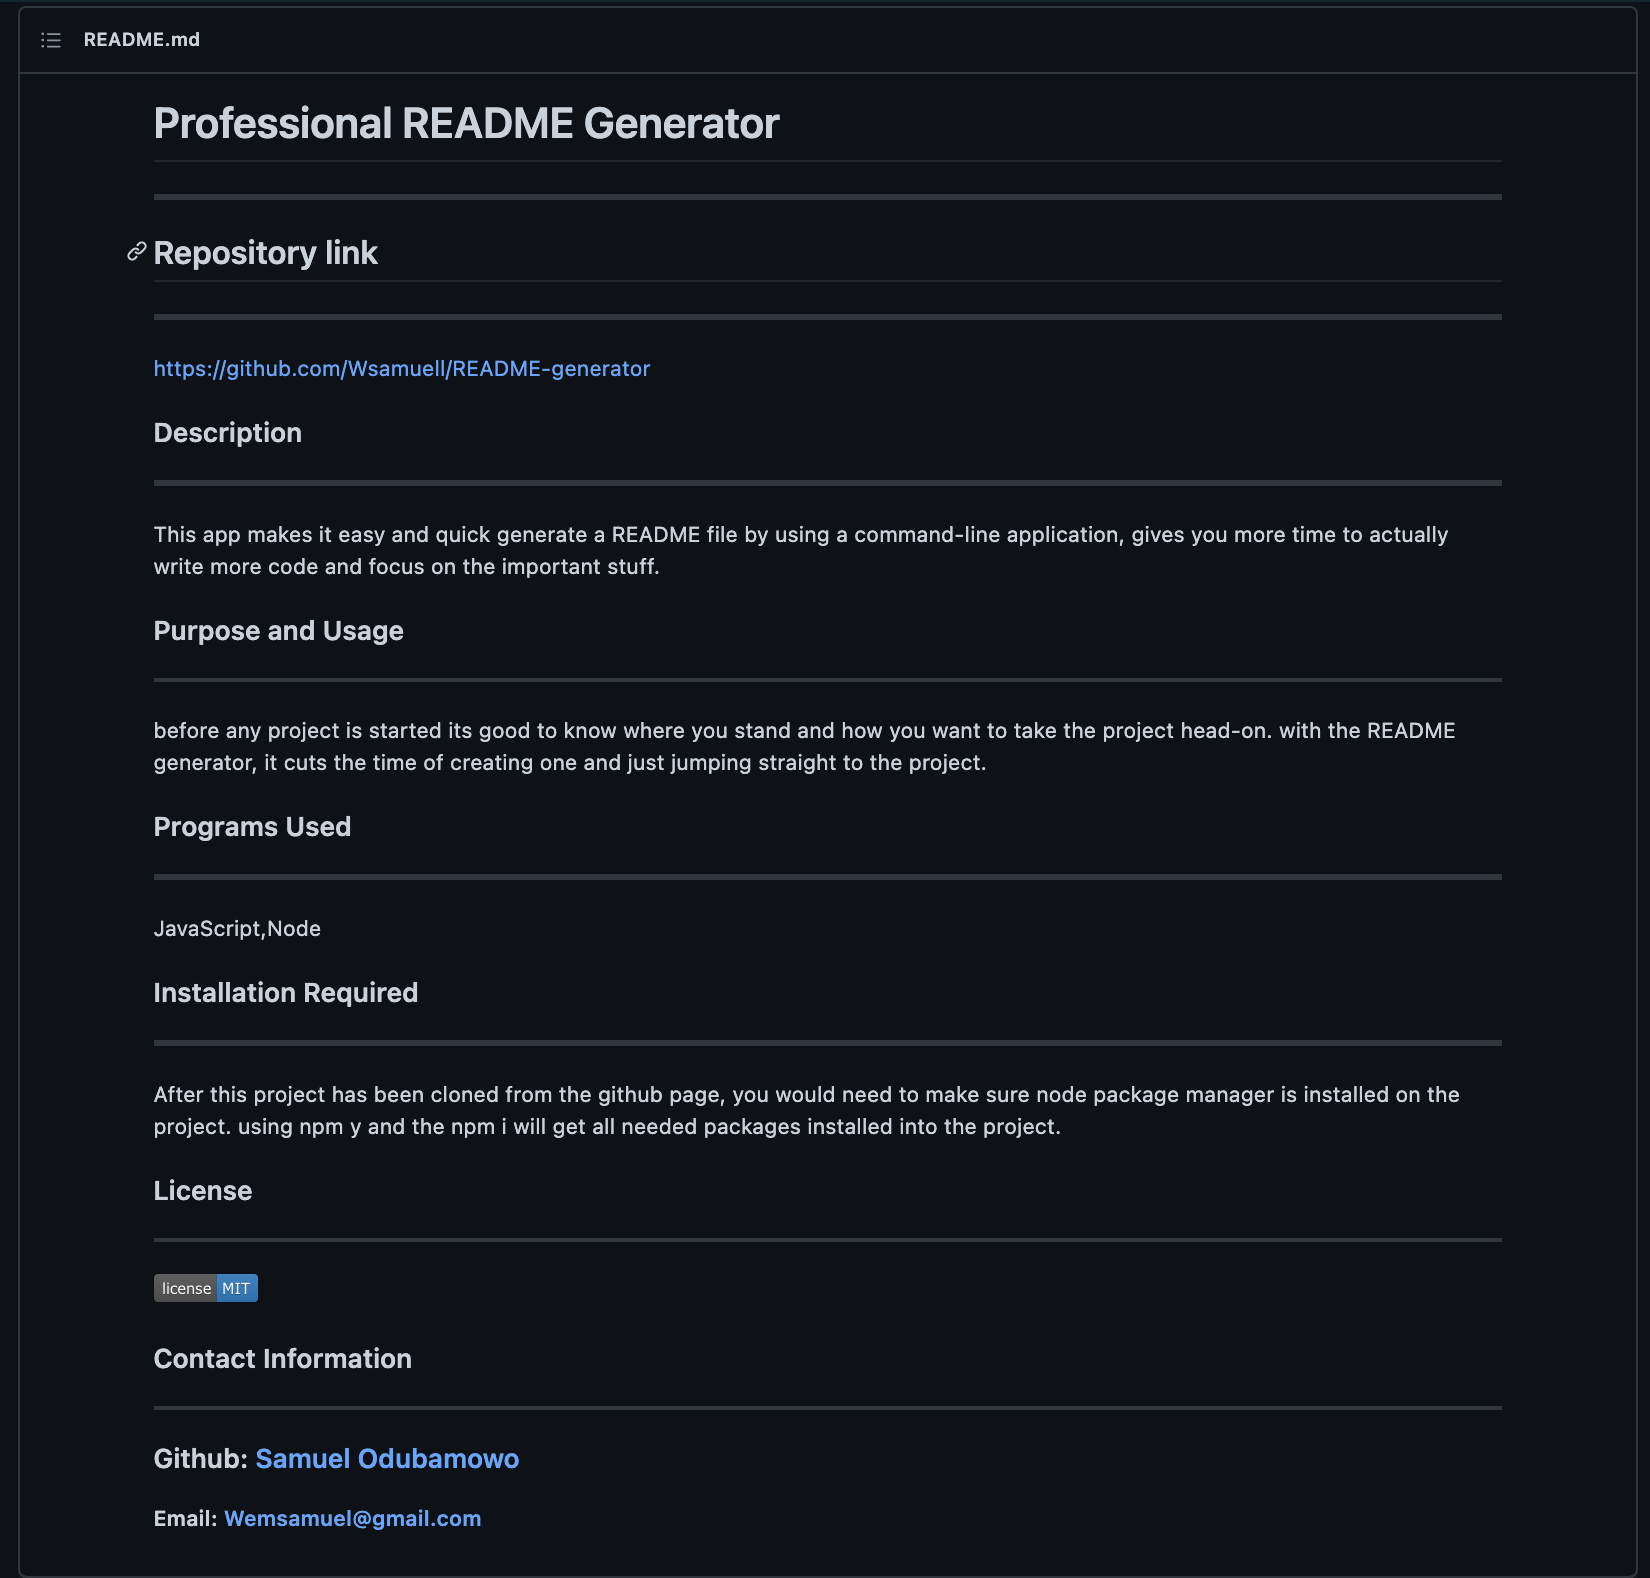 README.md
Professional README Generator
Repository link
https://github.com/Wsamuell/README-generator
Description
This app makes it easy and quick generate a README file by using a command-line application, gives you more time to actually
write more code and focus on the important stuff.
Purpose and Usage
before any project is started its good to know where you stand and how you want to take the project head-on. with the README
generator, it cuts the time of creating one and just jumping straight to the project.
Programs Used
JavaScript,Node
Installation Required
After this project has been cloned from the github page, you would need to make sure node package manager is installed on the
project. using npm y and the npm i will get all needed packages installed into the project.
License
license MIT
Contact Information
Github: Samuel Odubamowo
Email: Wemsamuel@gmail.com